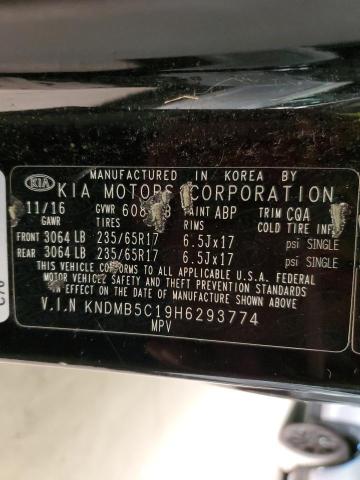 MANUFACTURED IN KOREA BY
KIA KIA MOTORS CORPORATION
11/16 GVWR PAINT ABP TRIM CQA
GAWR TIRES RIMS COLD TIRE
FRONT 3064 LB 235/65R17 6.5Jx17 psi SINGLE
REAR 3064 LB 235/65R17 6.5Jx17 psi SINGLE
THIS VEHICLE CONFORMS TO ALL APPLICABLE U.S.A. FEDERAL
MOTOR VEHICLE SAFETY AND THEFT PREVENTION STANDARDS
IN EFFECT ON THE DATE OF MANUFACTURE SHOWN ABOVE.
V.I.N KNDMB5C19H6293774
MPV